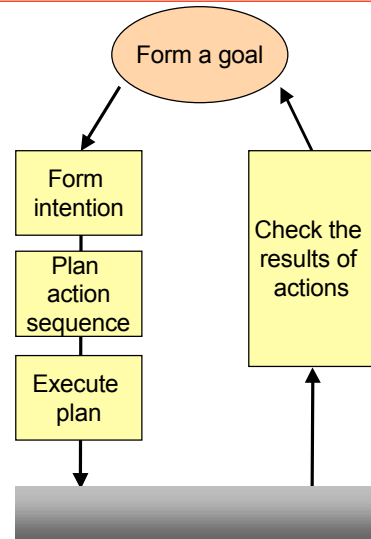 Form a goal
Form
intention
Plan
action
sequence
Execute
plan
Check the
results of
actions